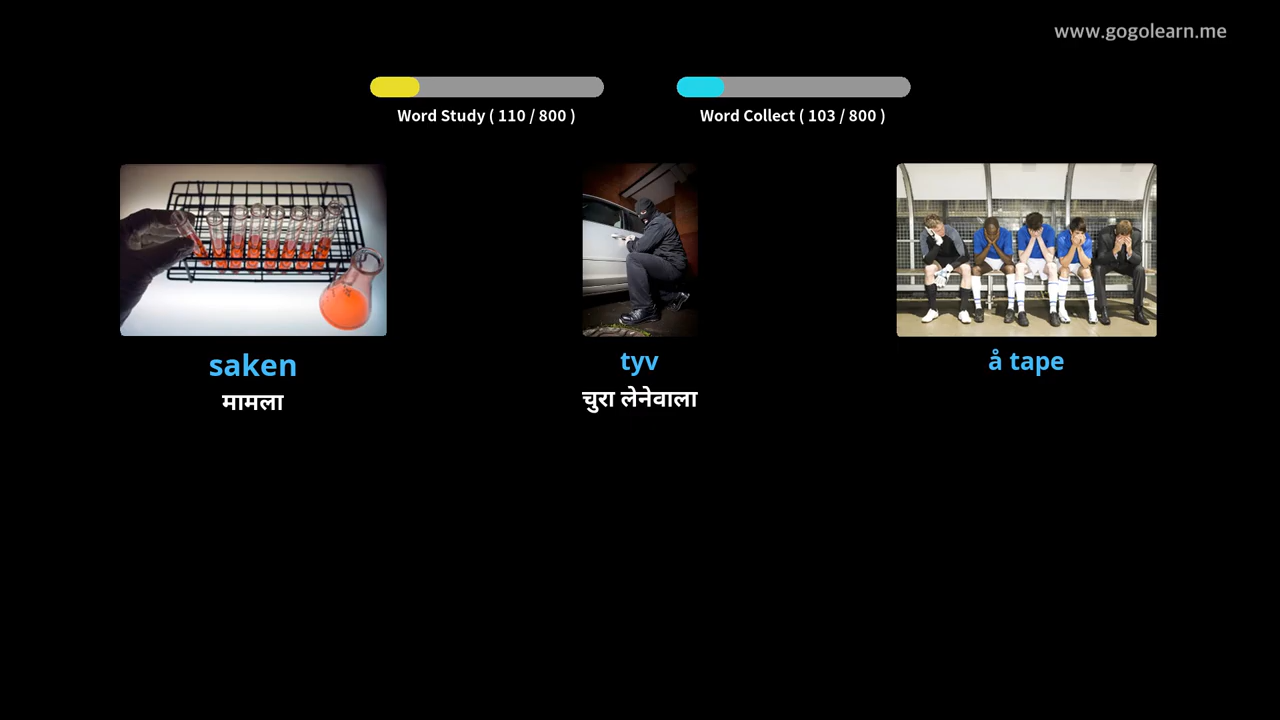 www.gogolearn.me
Word Study ( 110 / 800 )
Word Collect ( 103 / 800 )
saken
मामला
tyv
चुरा लेनेवाला
å tape